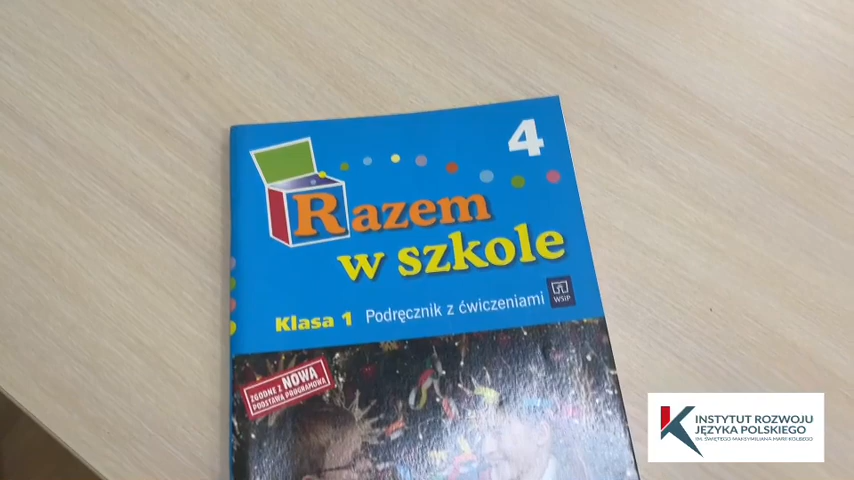 4
Razem
w szkole
Klasa 1 Podręcznik z ćwiczeniami
WSiP
ZGODNE Z NOWĄ
PODSTAWĄ PROGRAMOWĄ
INSTYTUT ROZWOJU
JĘZYKA POLSKIEGO
IM. ŚWIĘTEGO MAKSYMILIANA MARII KOLBEGO